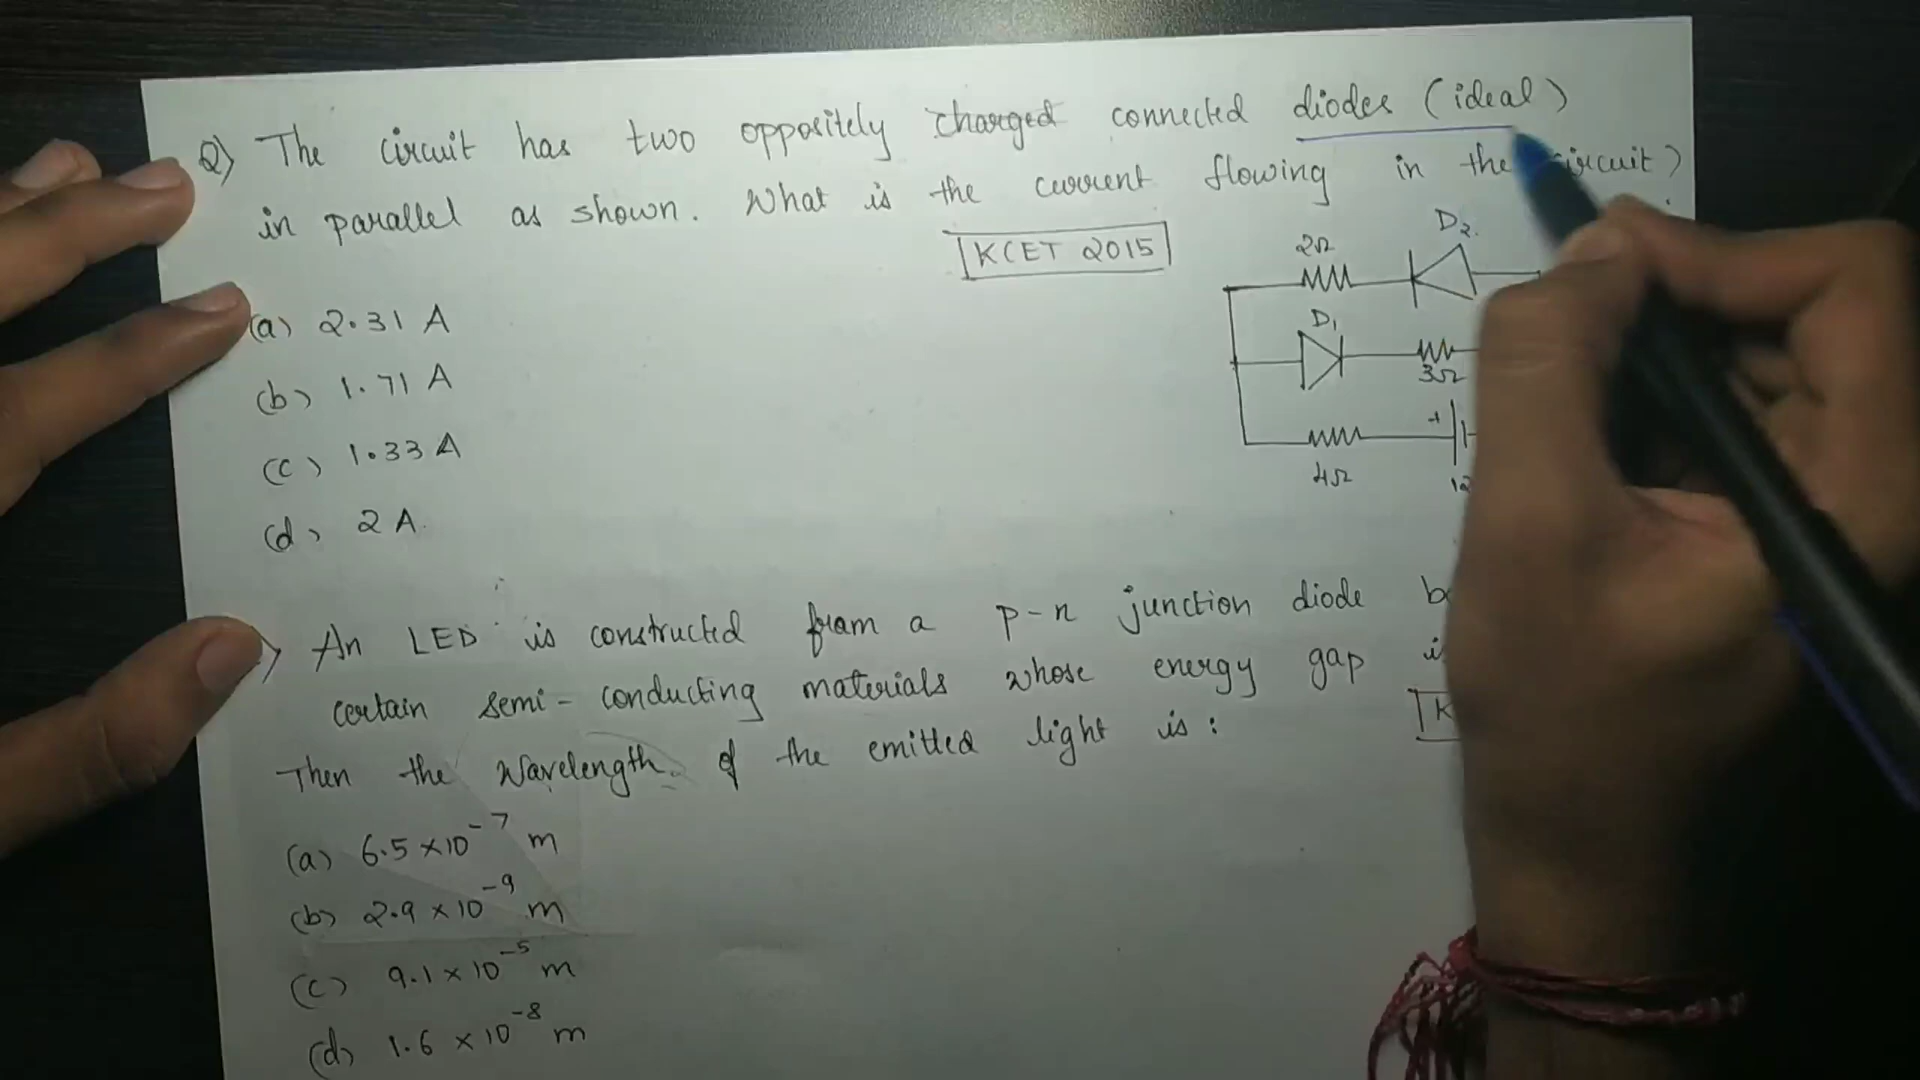 Q) The circuit has two oppositely charged connected diodes (ideal)
in parallel as shown. What is the current flowing in the circuit?
KCET 2015
2Ω
D2.
D1
3Ω
+
4Ω
(a) 2.31 A
(b) 1.71 A
(c) 1.33 A
(d) 2 A.
An LED is constructed from a p-n junction diode
certain semi-conducting materials whose energy gap
Then the wavelength of the emitted light is:
(a) 6.5 × 10⁻⁷ m
(b) 2.9 × 10⁻⁹ m
(c) 9.1 × 10⁻⁵ m
(d) 1.6 × 10⁻⁸ m